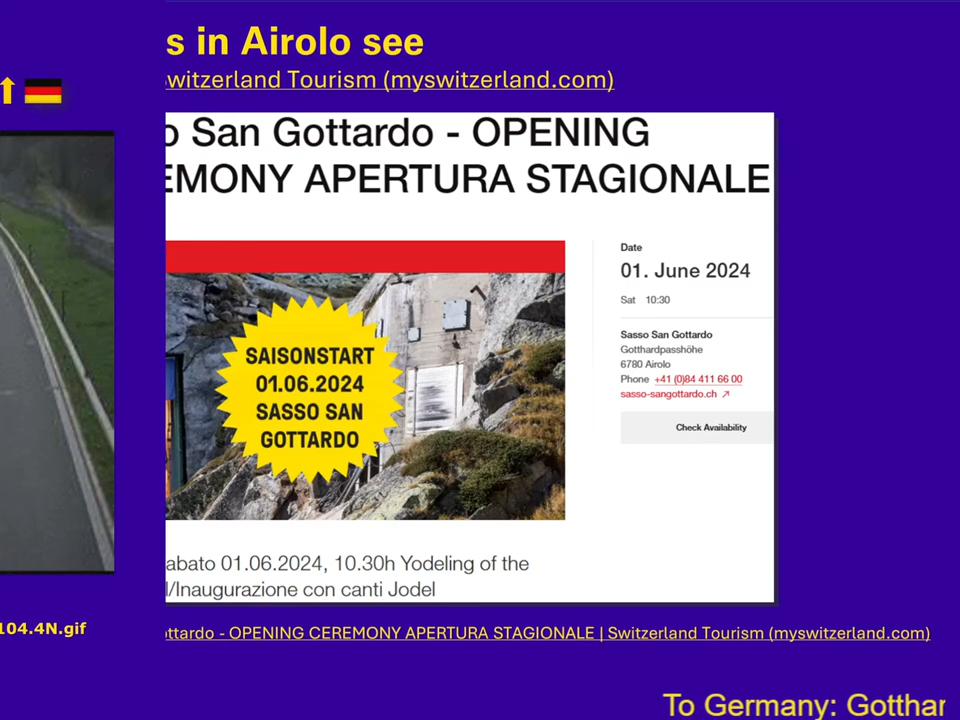 s in Airolo see
Switzerland Tourism (myswitzerland.com)
o San Gottardo - OPENING
EMONY APERTURA STAGIONALE
SAISONSTART
01.06.2024
SASSO SAN
GOTTARDO
Date
01. June 2024
Sat 10:30
Sasso San Gottardo
Gotthardpasshöhe
6780 Airolo
Phone +41 (0)84 411 66 00
sasso-sangottardo.ch ↗
Check Availability
abato 01.06.2024, 10.30h Yodeling of the
l/Inaugurazione con canti Jodel
104.4N.gif
ottardo - OPENING CEREMONY APERTURA STAGIONALE | Switzerland Tourism (myswitzerland.com)
To Germany: Gotthar